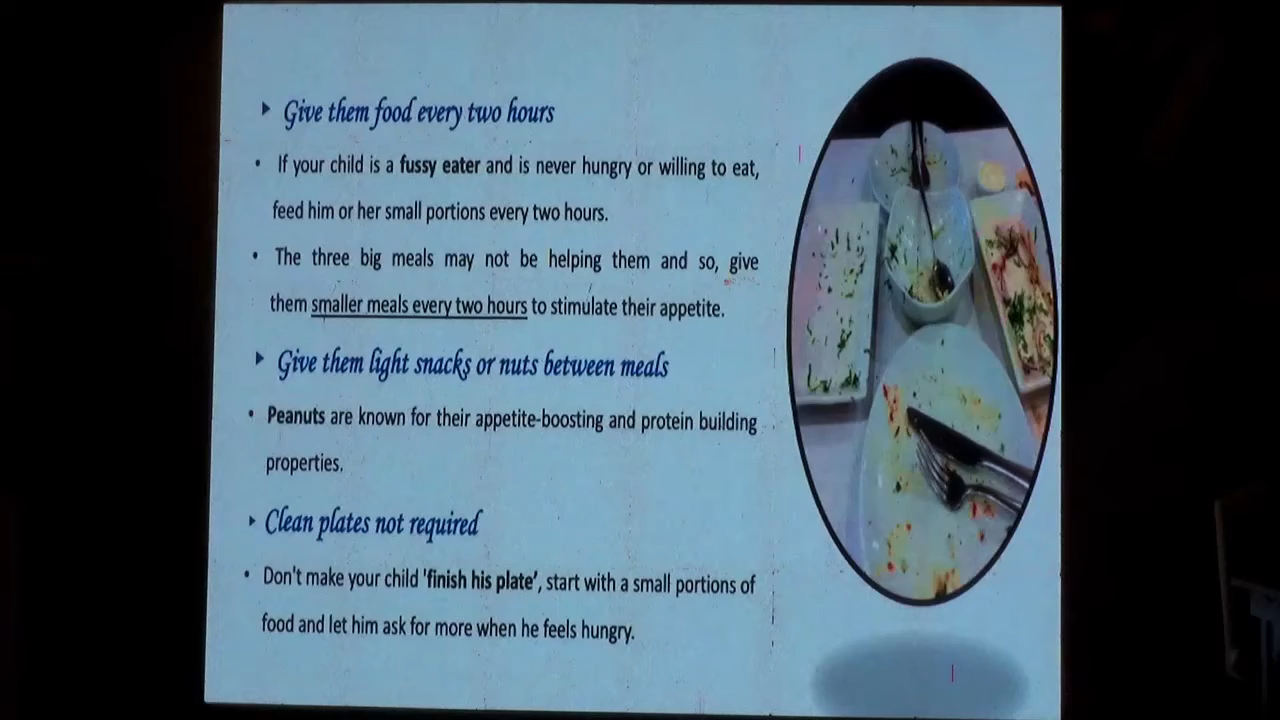 Give them food every two hours
If your child is a fussy eater and is never hungry or willing to eat,
feed him or her small portions every two hours.
The three big meals may not be helping them and so, give
them smaller meals every two hours to stimulate their appetite.
Give them light snacks or nuts between meals
Peanuts are known for their appetite-boosting and protein building
properties.
Clean plates not required
Don't make your child 'finish his plate', start with a small portions of
food and let him ask for more when he feels hungry.